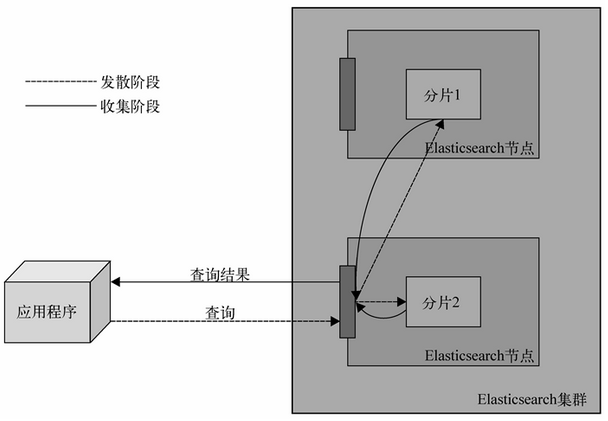 发散阶段
收集阶段
分片1
Elasticsearch节点
查询结果
应用程序
查询
分片2
Elasticsearch节点
Elasticsearch集群